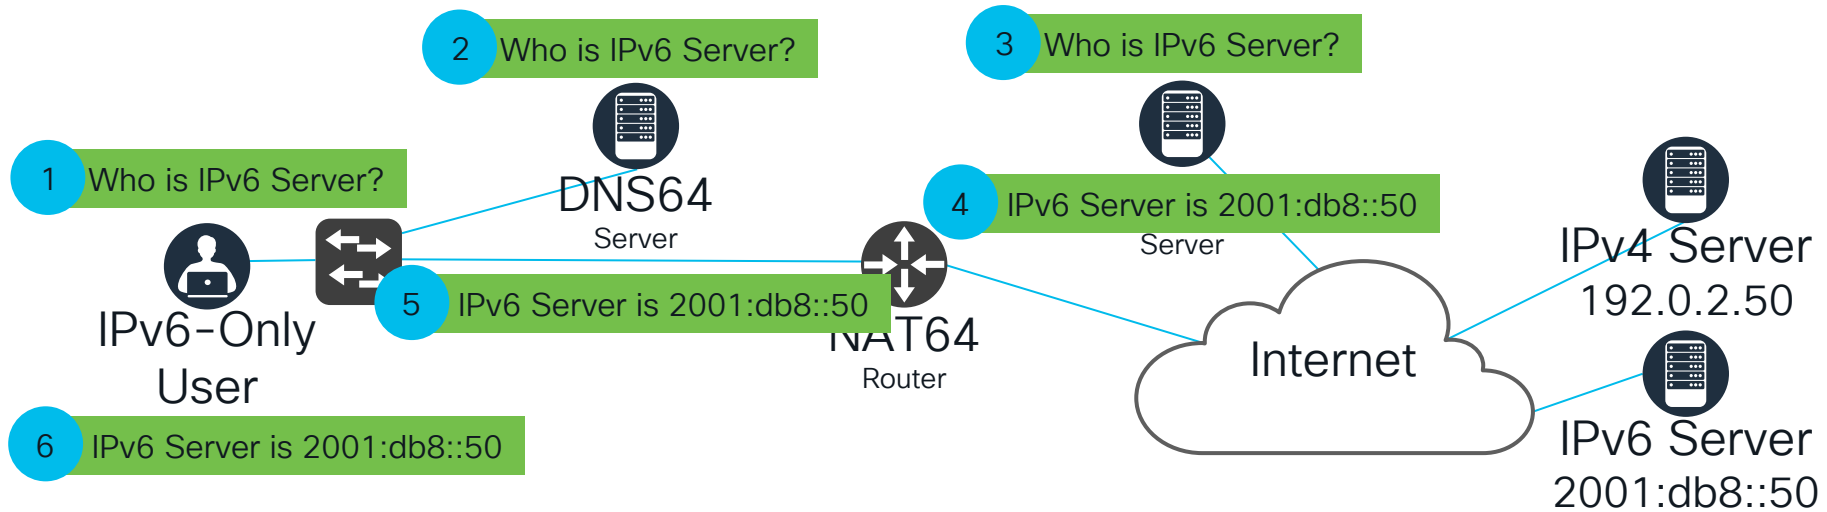 2 Who is IPv6 Server?
3 Who is IPv6 Server?
1 Who is IPv6 Server?
DNS64
Server
4 IPv6 Server is 2001:db8::50
Server
IPv4 Server
192.0.2.50
5 IPv6 Server is 2001:db8::50
IPv6-Only
User
NAT64
Router
Internet
6 IPv6 Server is 2001:db8::50
IPv6 Server
2001:db8::50